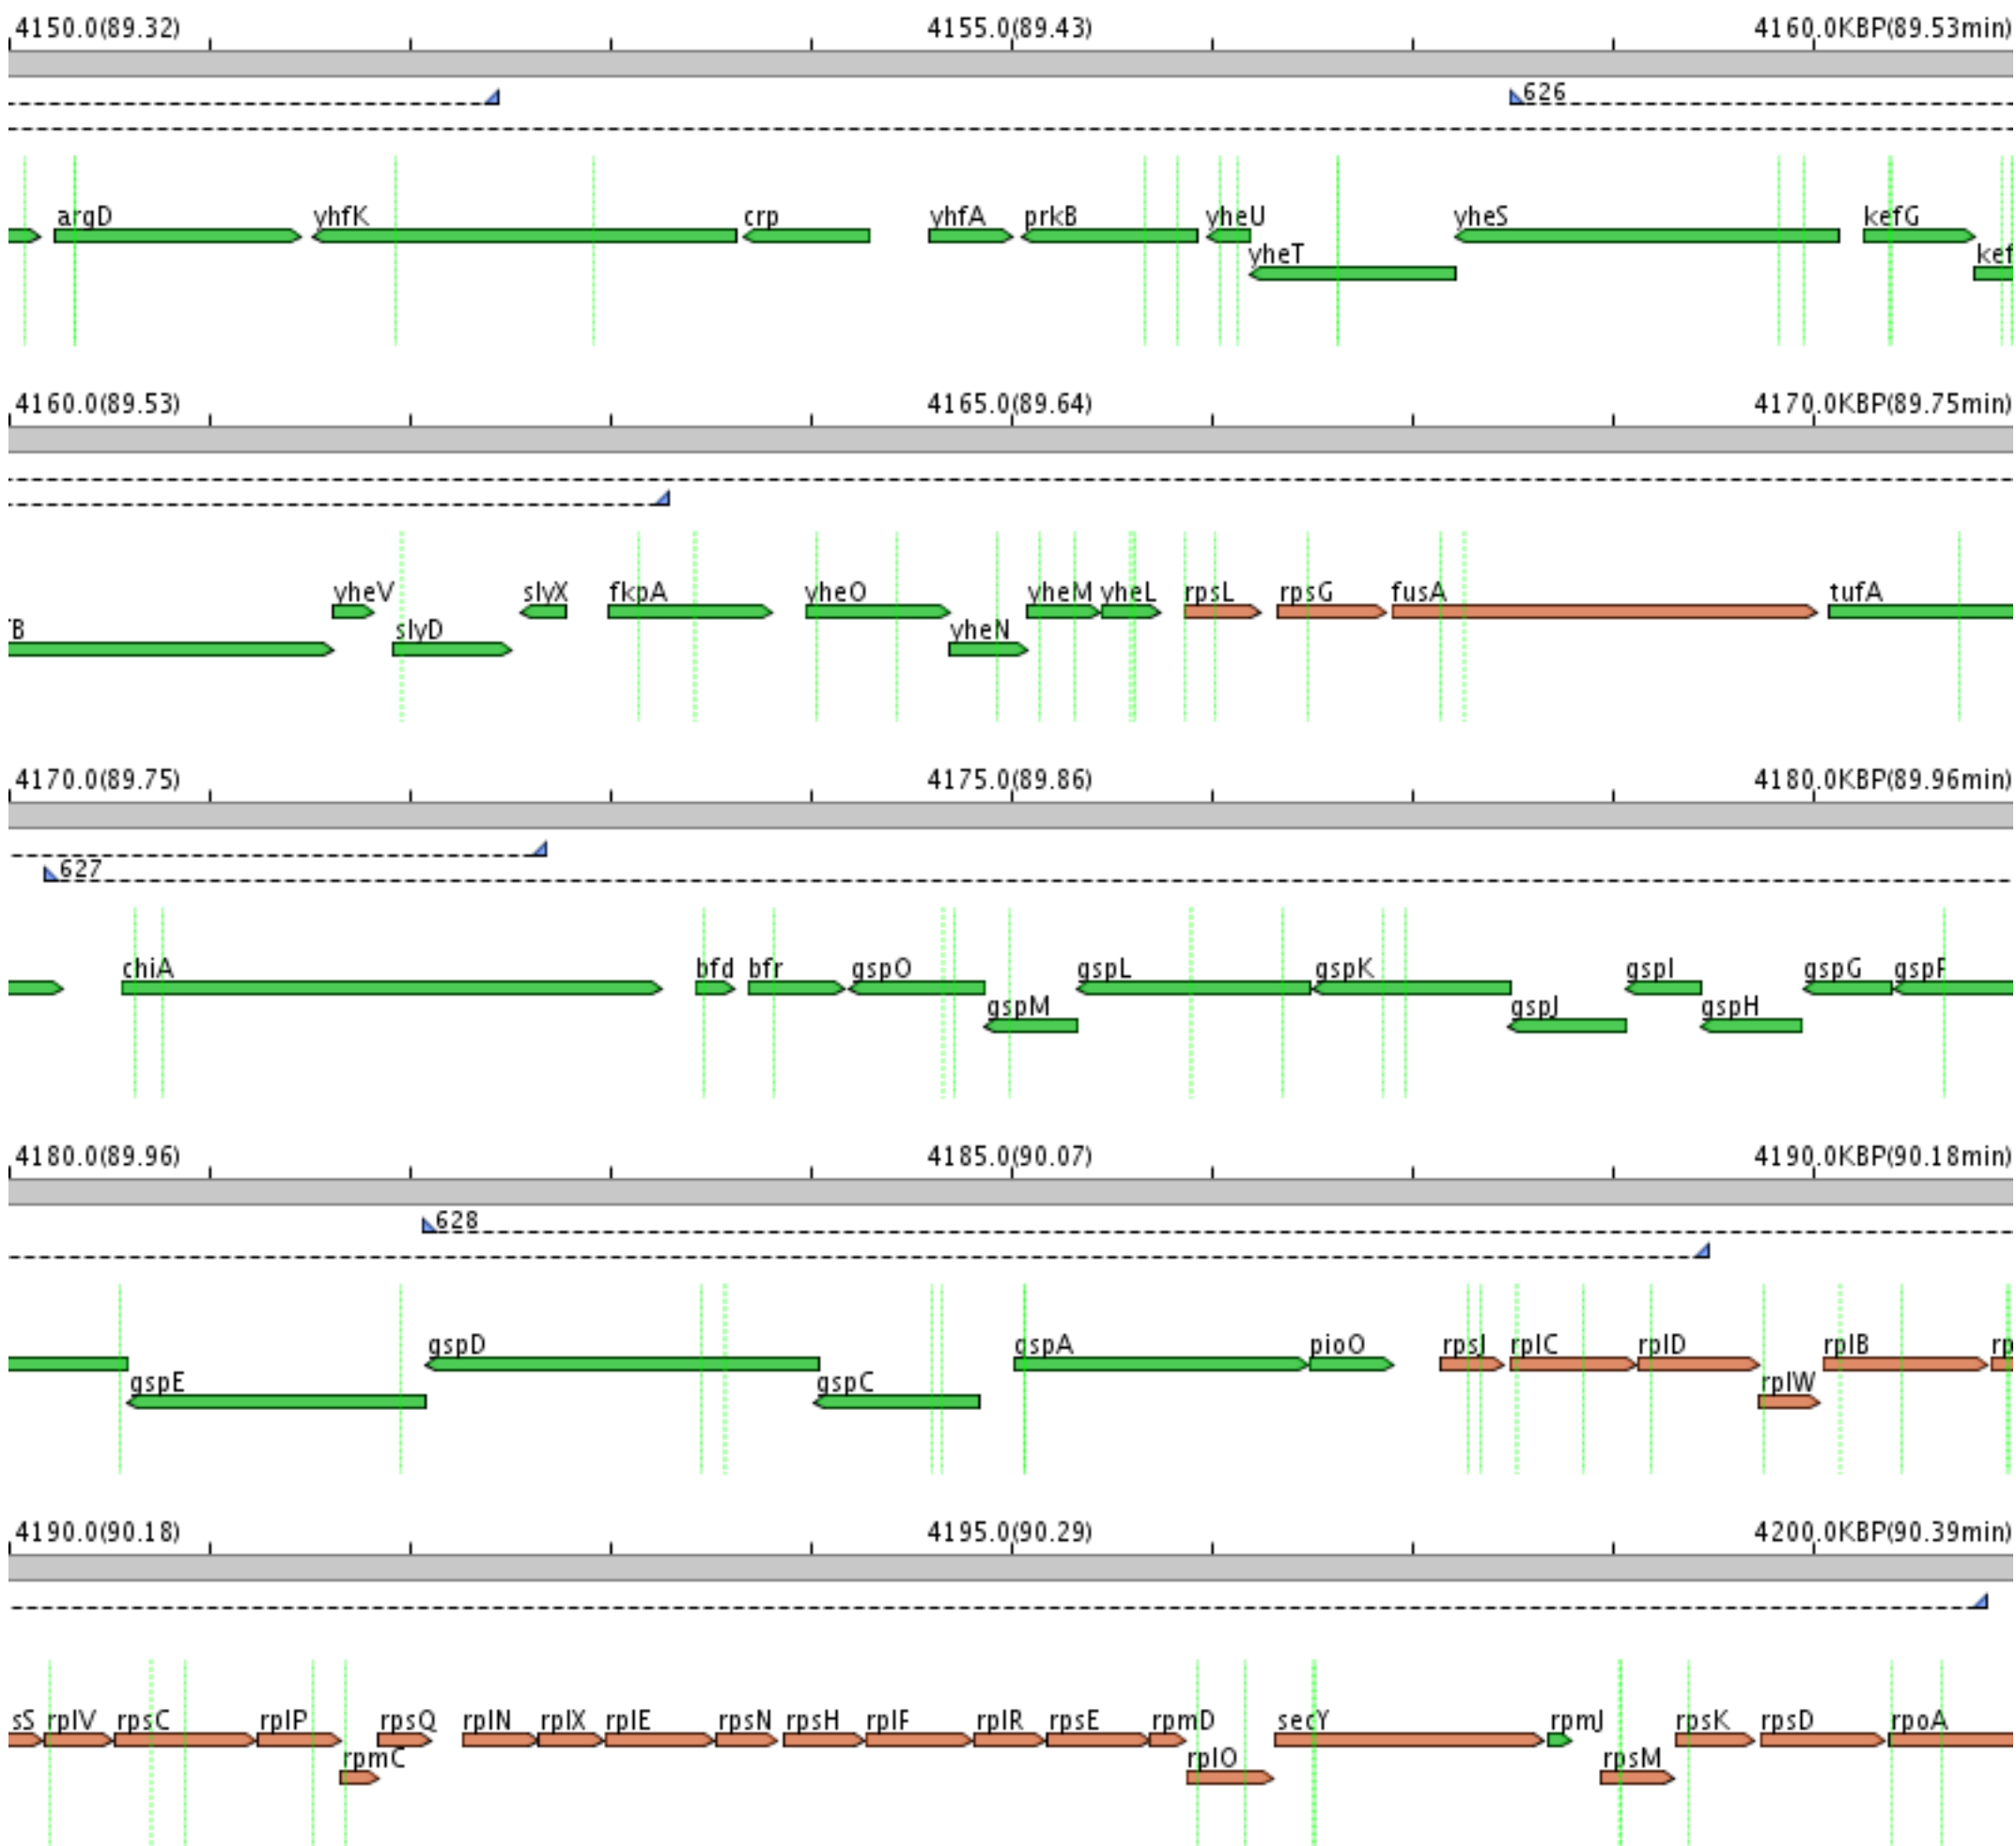 4150.0(89.32) 4155.0(89.43) 4160.0KBP(89.53min)
626
argD yhfK crp yhfA prkB yheU yheS kefG
yheT kef
4160.0(89.53) 4165.0(89.64) 4170.0KBP(89.75min)
yheV slyX fkpA yheO yheM yheL rpsL rpsG fusA tufA
B slyD yheN
4170.0(89.75) 4175.0(89.86) 4180.0KBP(89.96min)
627
chiA bfd bfr gspO gspL gspK gspI gspG gspF
gspM gspJ gspH
4180.0(89.96) 4185.0(90.07) 4190.0KBP(90.18min)
628
gspD gspA pioO rpsJ rplC rplD rplB rp
gspE gspC rplW
4190.0(90.18) 4195.0(90.29) 4200.0KBP(90.39min)
sS rplV rpsC rplP rpsQ rplN rplX rplE rpsN rpsH rplF rplR rpsE rpmD secY rpmJ rpsK rpsD rpoA
rpmC rplO rpsM